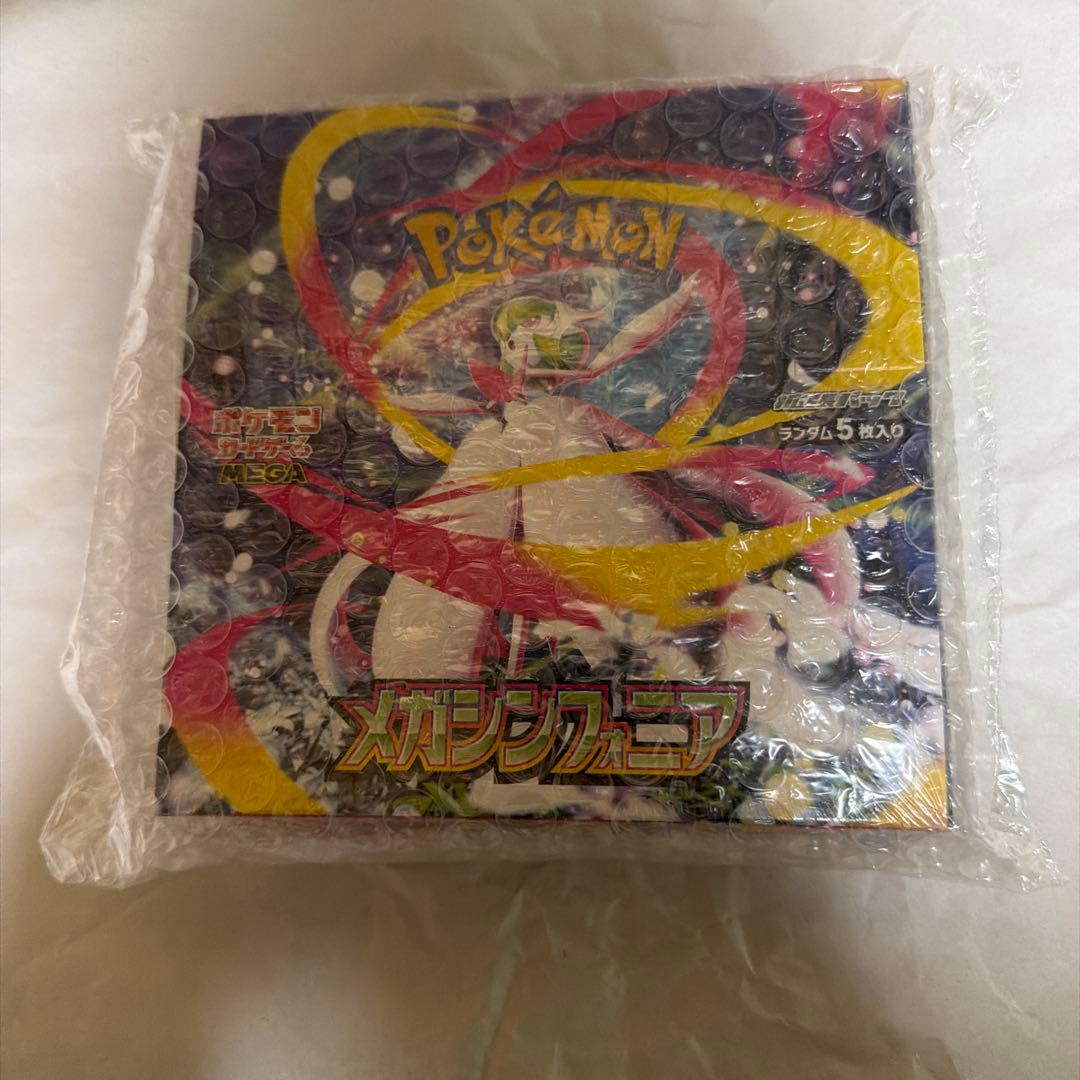 POKéMON
ポケモン
カードゲーム
MEGA
拡張パック
ランダム5枚入り
メガシンフォニア